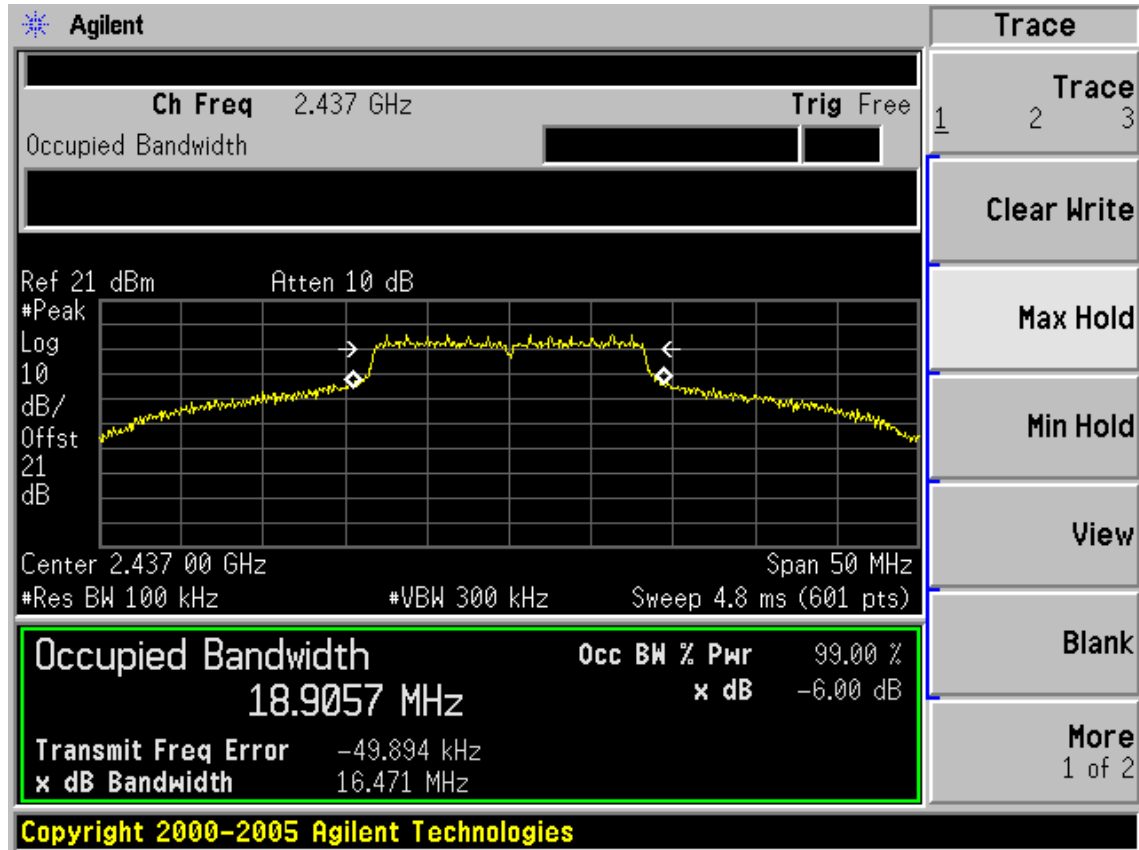 Agilent
Trace
Ch Freq 2.437 GHz Trig Free
Occupied Bandwidth
Trace
1 2 3
Clear Write
Max Hold
Min Hold
View
Blank
More
1 of 2
Ref 21 dBm Atten 10 dB
#Peak
Log
10
dB/
Offst
21
dB
Center 2.437 00 GHz Span 50 MHz
#Res BW 100 kHz #VBW 300 kHz Sweep 4.8 ms (601 pts)
Occupied Bandwidth
18.9057 MHz
Occ BW % Pwr 99.00 %
x dB -6.00 dB
Transmit Freq Error -49.894 kHz
x dB Bandwidth 16.471 MHz
Copyright 2000-2005 Agilent Technologies